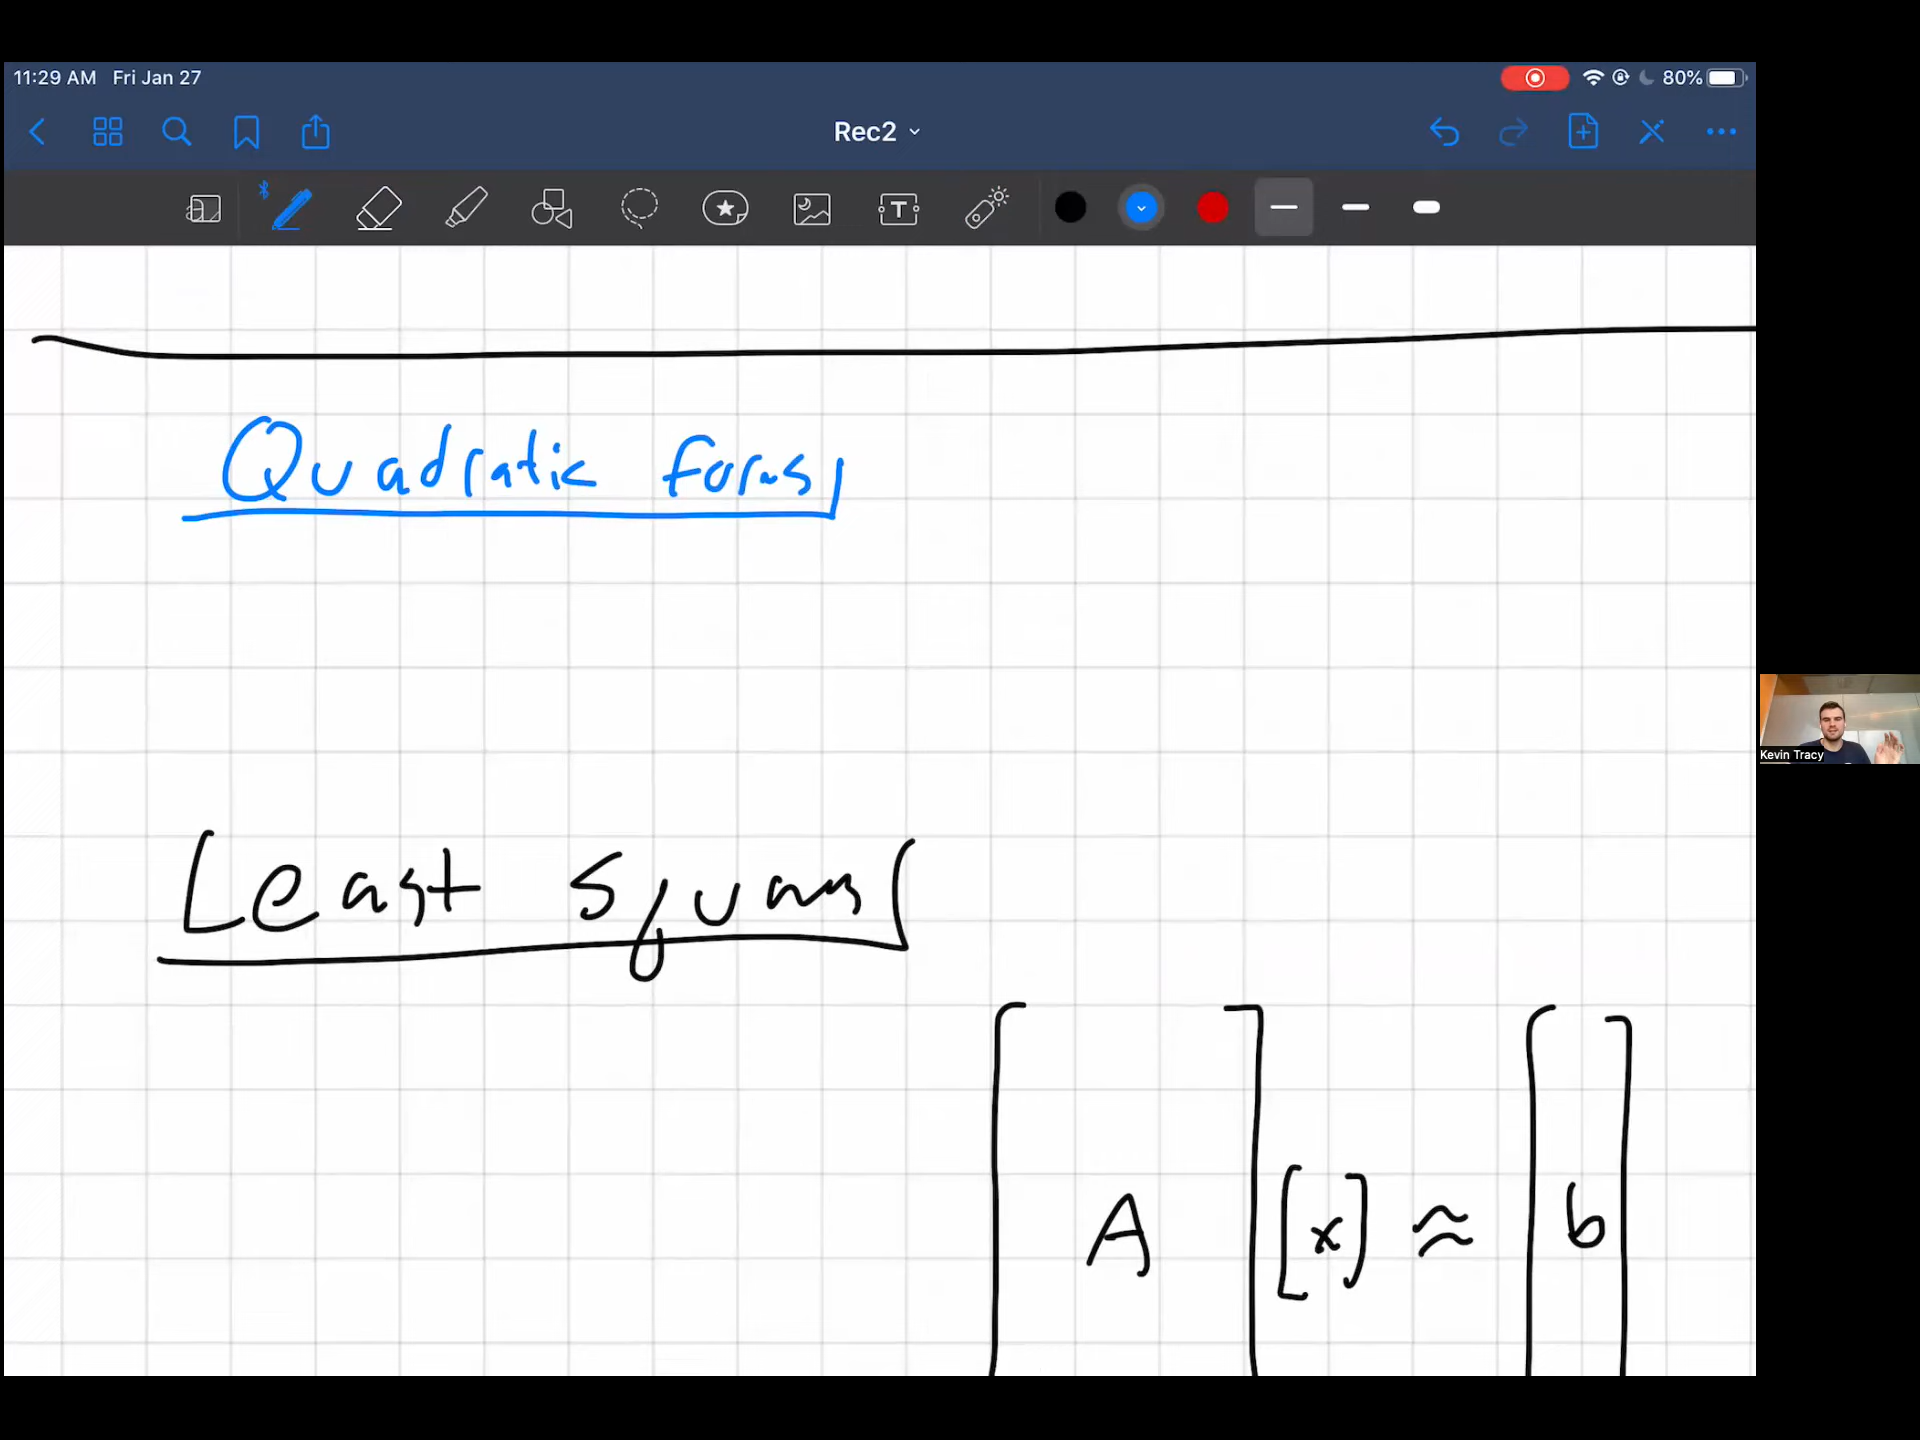 11:29 AM Fri Jan 27
80%
Rec2
T
Quadratic forms
Kevin Tracy
Least squares
[A] [x] ≈ [b]